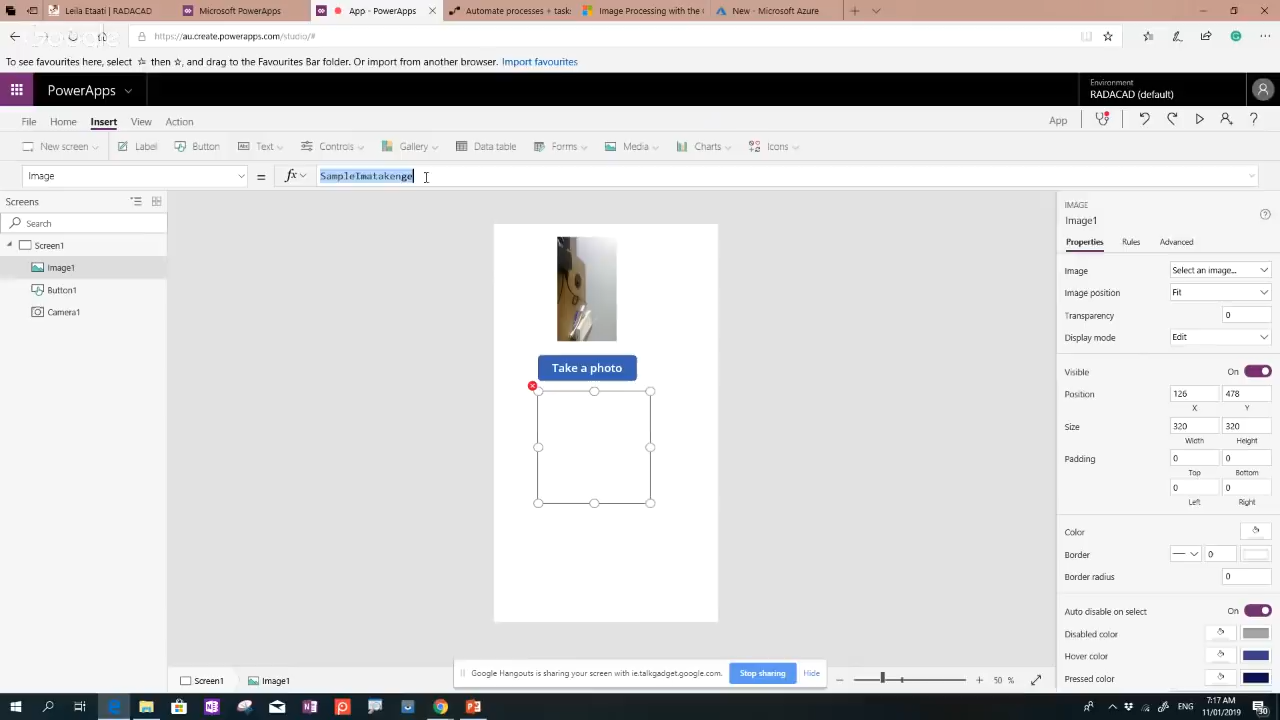 Leila Etaati | RADACAD
Microsoft PowerApps
App - PowerApps
Automate processes + task
Image Processing with the C
New - Microsoft Azure
https://au.create.powerapps.com/studio/#
To see favourites here, select ☆ then ☆, and drag to the Favourites Bar folder. Or import from another browser. Import favourites
PowerApps
Environment
RADACAD (default)
File Home Insert View Action
App
New screen Label Button Text Controls Gallery Data table Forms Media Charts Icons
Image = fx SampleImatakenge
Screens
Search
Screen1
Image1
Button1
Camera1
Take a photo
IMAGE
Image1
Properties Rules Advanced
Image Select an image...
Image position Fit
Transparency 0
Display mode Edit
Visible On
Position 126 478
X Y
Size 320 320
Width Height
Padding 0 0
Top Bottom
0 0
Left Right
Color
Border 0
Border radius 0
Auto disable on select On
Disabled color
Hover color
Pressed color
Google Hangouts is sharing your screen with ie.talkgadget.google.com. Stop sharing Hide
Screen1 Image1
50 %
ENG
7:17 AM
11/01/2019
30